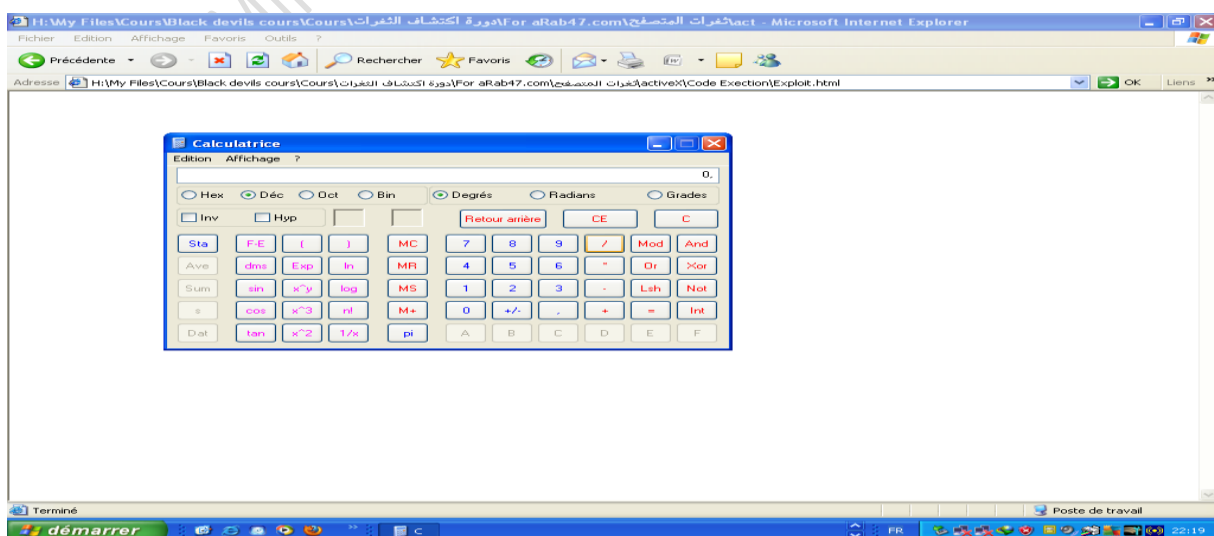 H:\My Files\Cours\Black devils cours\Cours\دورة اكتشاف الثغرات\For aRab47.com\ثغرات المتصفح\act - Microsoft Internet Explorer
Fichier Edition Affichage Favoris Outils ?
Précédente Rechercher Favoris
Adresse H:\My Files\Cours\Black devils cours\Cours\دورة اكتشاف الثغرات\For aRab47.com\ثغرات المتصفح\activeX\Code Exection\Exploit.html OK Liens »
Calculatrice
Edition Affichage ?
0,
Hex Déc Oct Bin Degrés Radians Grades
Inv Hyp Retour arrière CE C
Sta F-E ( ) MC 7 8 9 / Mod And
Ave dms Exp ln MR 4 5 6 * Or Xor
Sum sin x^y log MS 1 2 3 - Lsh Not
s cos x^3 n! M+ 0 +/- , + = Int
Dat tan x^2 1/x pi A B C D E F
Terminé Poste de travail
démarrer » C FR 22:19